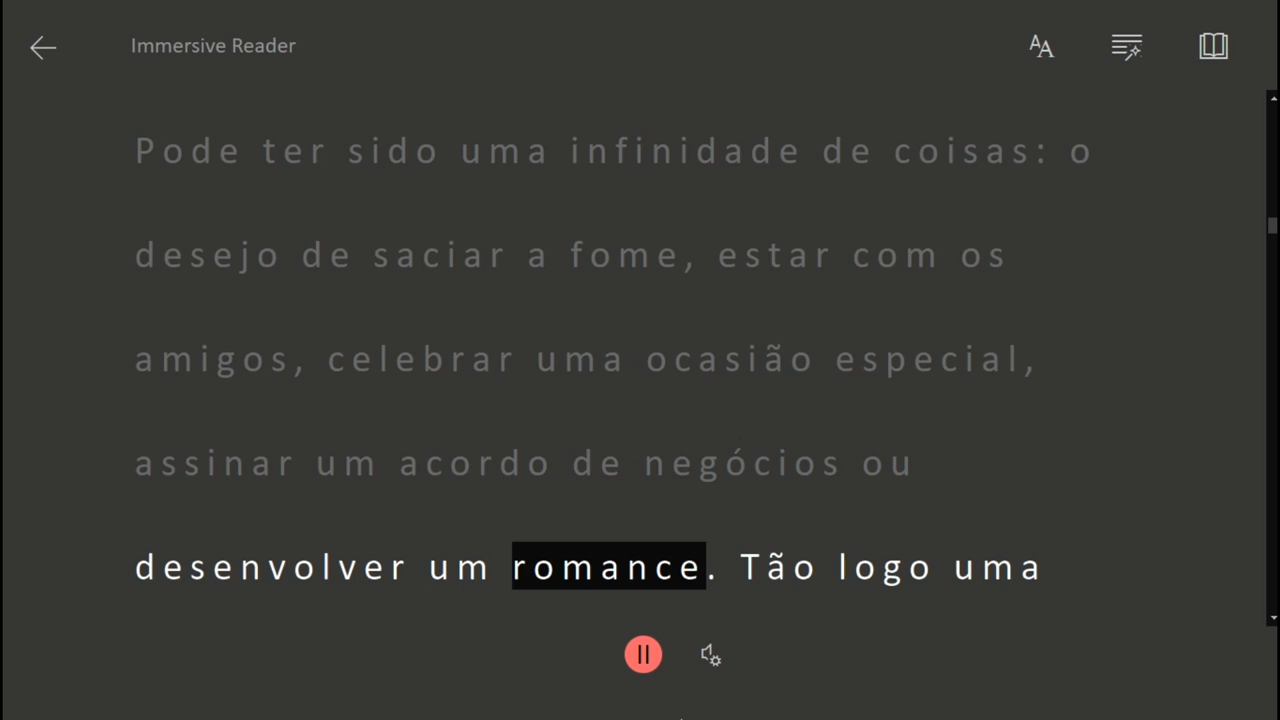 Immersive Reader
Pode ter sido uma infinidade de coisas: o
desejo de saciar a fome, estar com os
amigos, celebrar uma ocasião especial,
assinar um acordo de negócios ou
desenvolver um romance. Tão logo uma